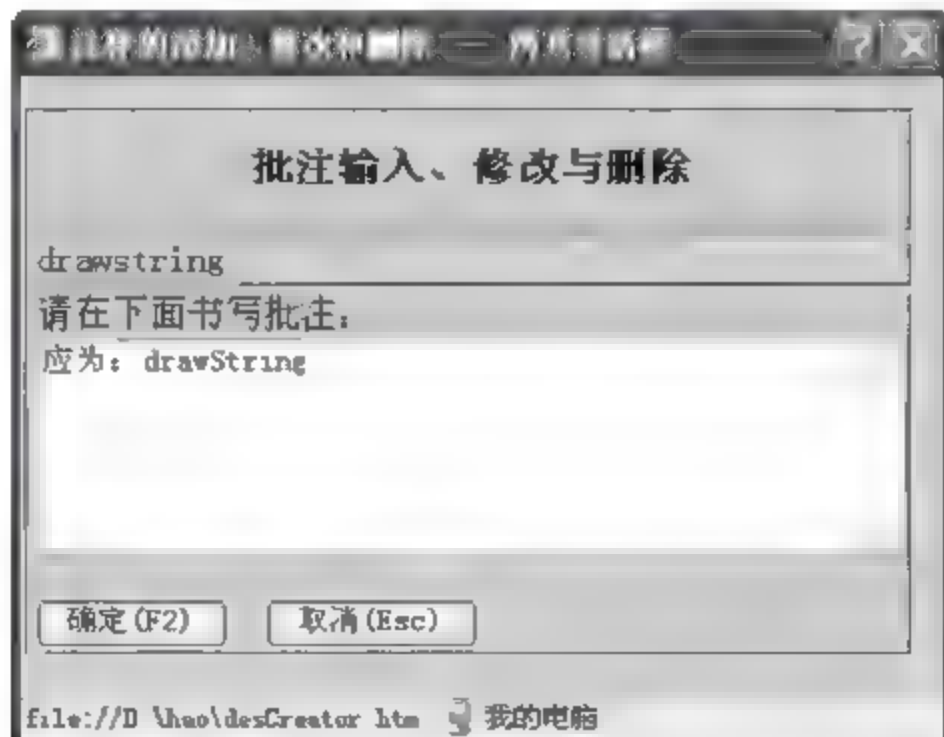 批注输入、修改与删除
drawstring
请在下面书写批注：
应为：drawString
确定(F2) 取消(Esc)
file://D \hao\desCreator htm 我的电脑